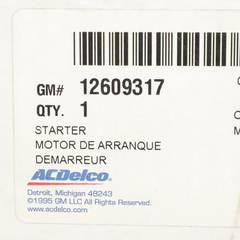 GM# 12609317
QTY. 1
STARTER
MOTOR DE ARRANQUE
DEMARREUR
ACDelco
Detroit, Michigan 48243
©1995 GM LLC All Rights Reserved
www.acdelco.com